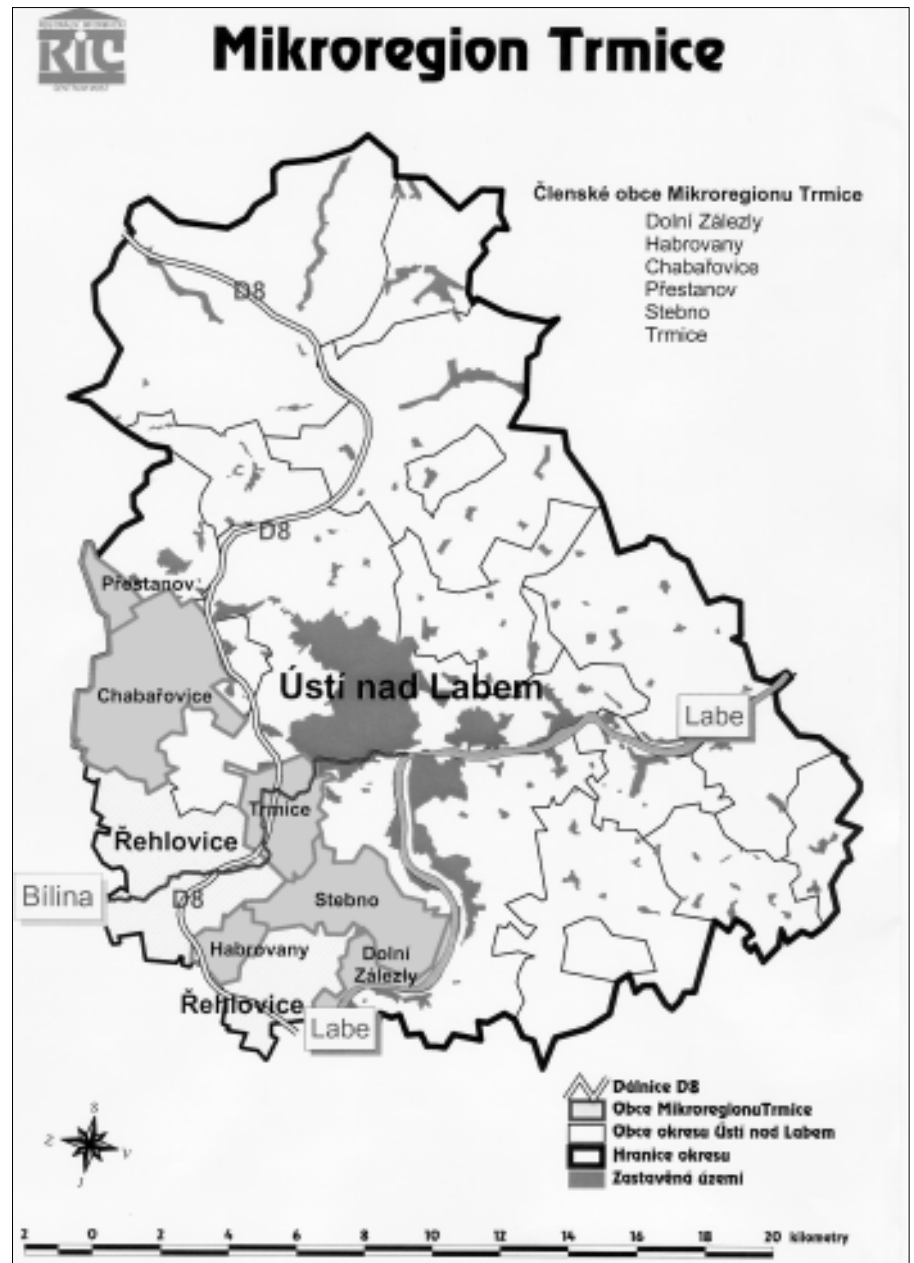 RIC
Mikroregion Trmice
Členské obce Mikroregionu Trmice
Dolní Zálezly
Habrovany
Chabařovice
Přestanov
Stebno
Trmice
D8
D8
Přestanov
Chabařovice
Ústí nad Labem
Labe
Trmice
Řehlovice
Bílina
D8
Stebno
Habrovany
Dolní
Zálezly
Řehlovice
Labe
Dálnice D8
Obce MikroregionuTrmice
Obce okresu Ústí nad Labem
Hranice okresu
Zastavěná území
S
Z
V
J
2 0 2 4 6 8 10 12 14 16 18 20 kilometry